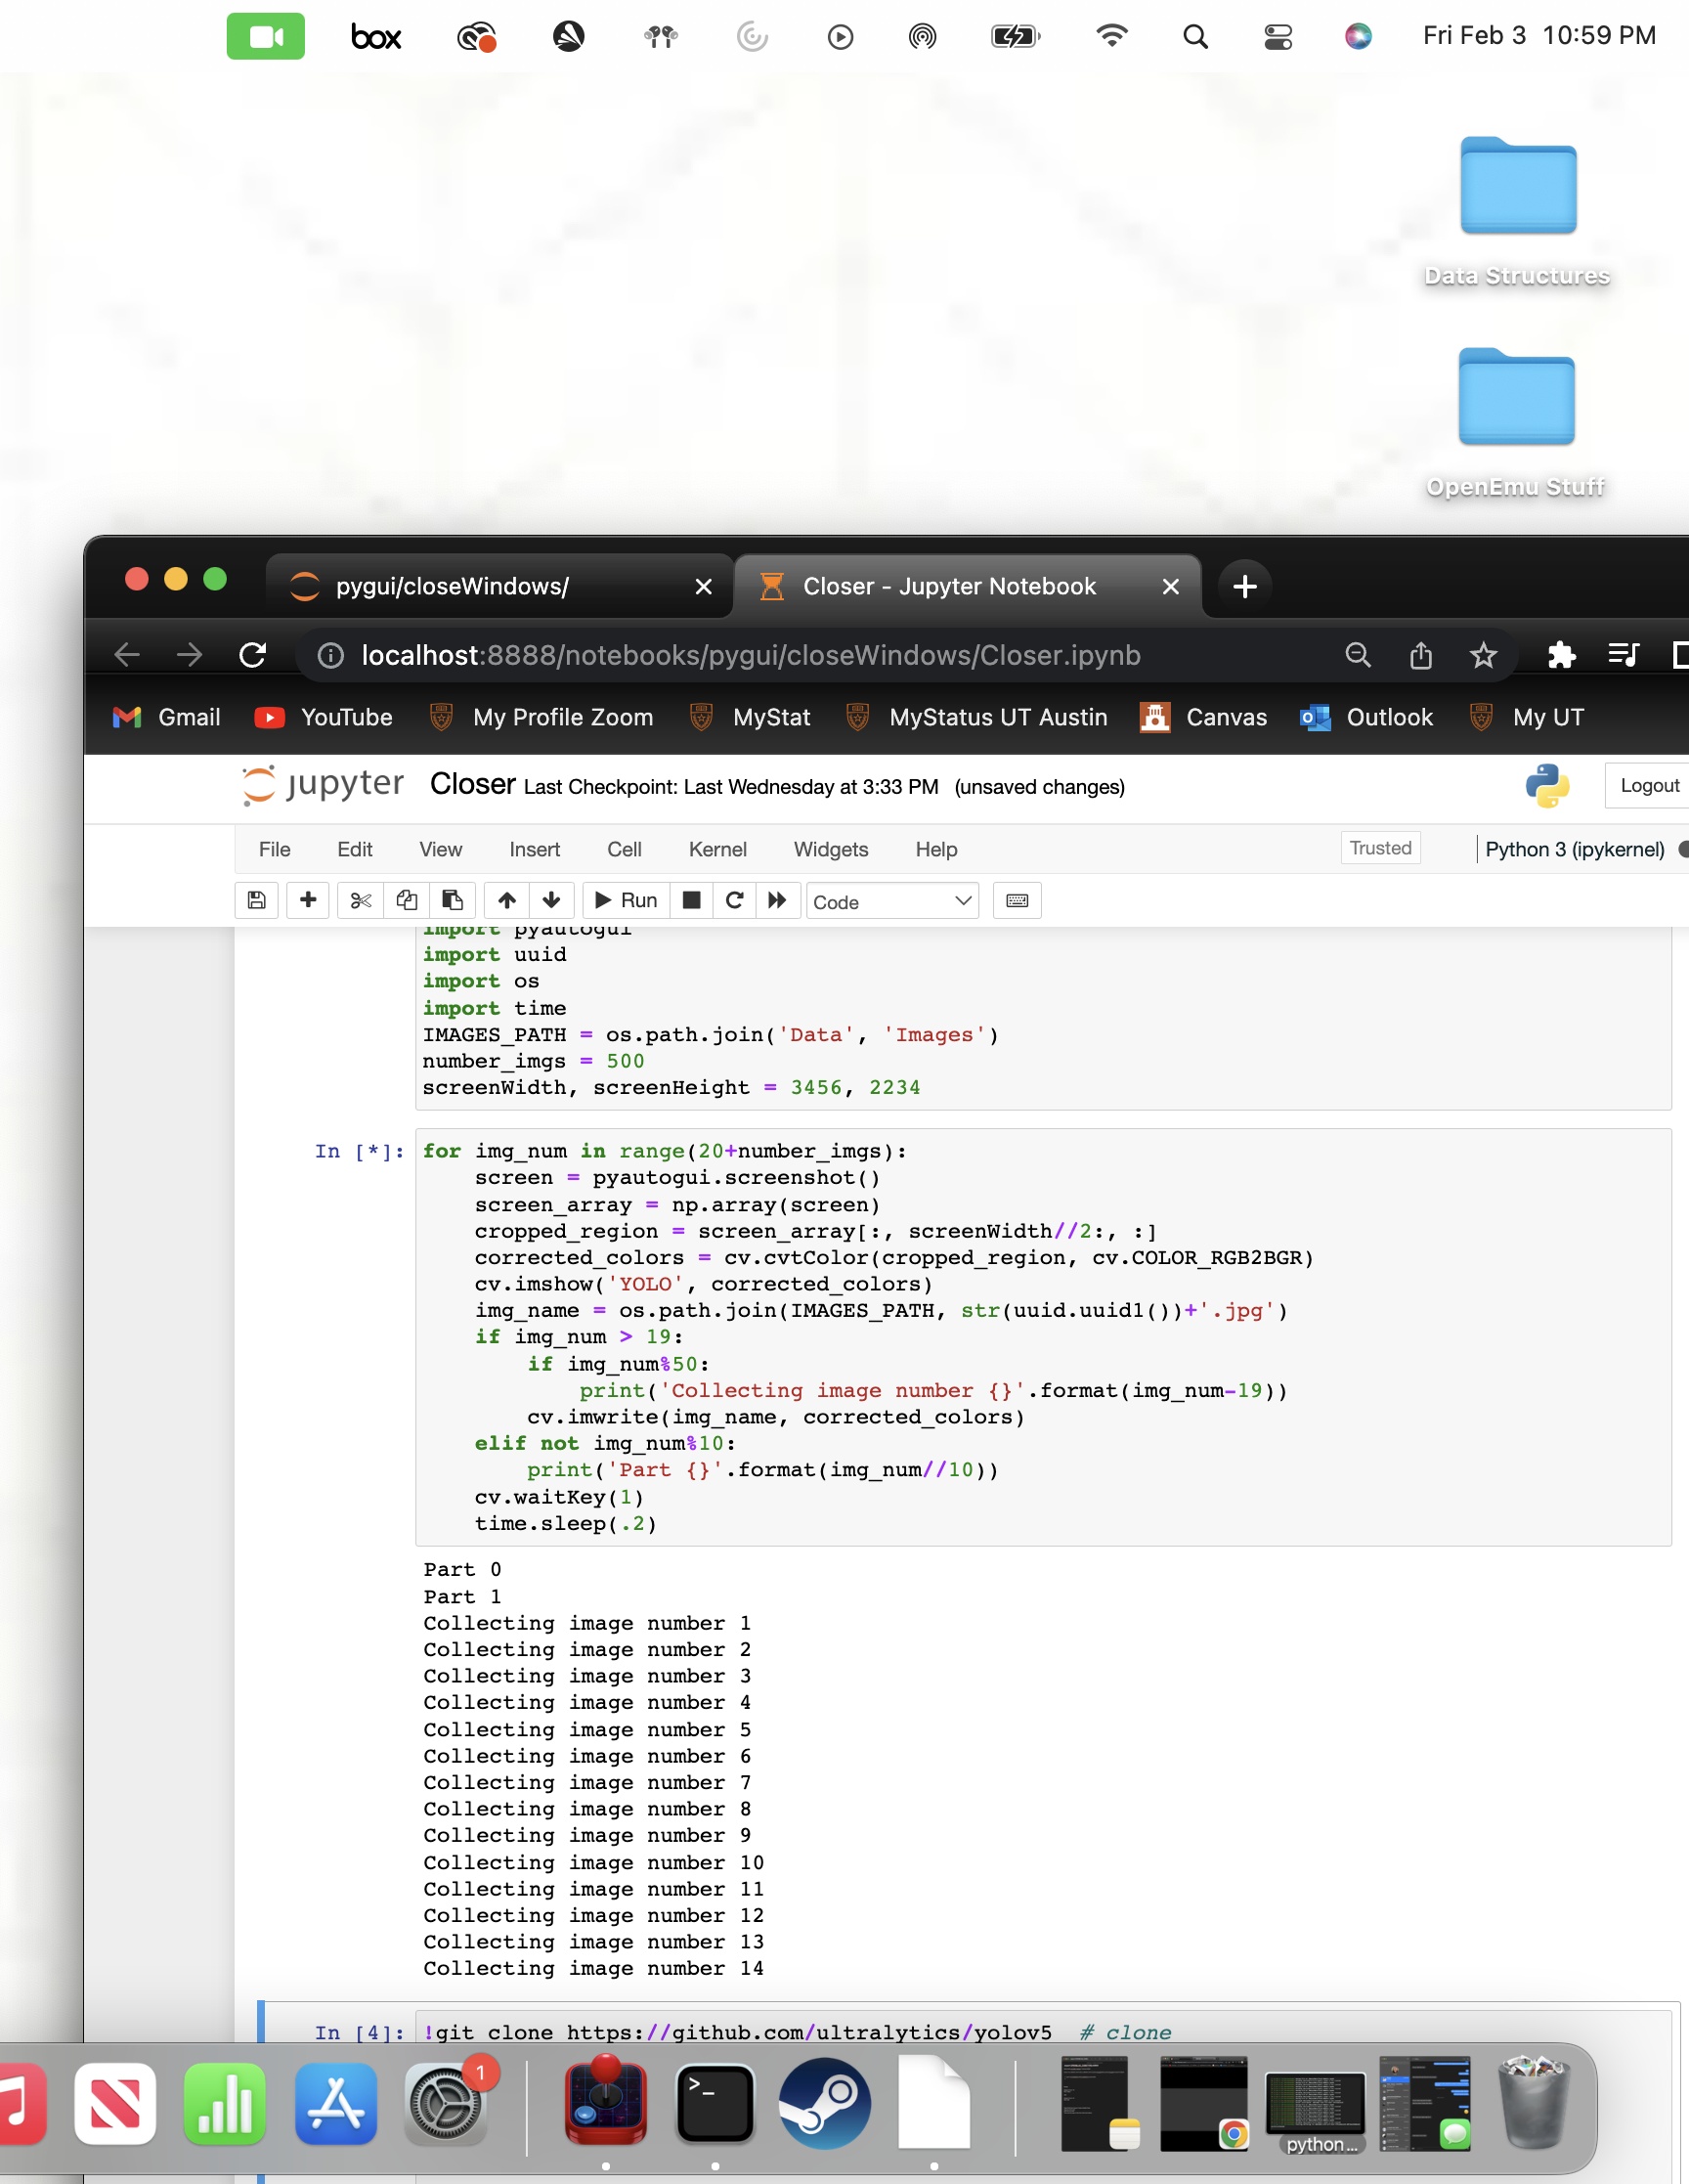 box
Fri Feb 3 10:59 PM
Data Structures
OpenEmu Stuff
pygui/closeWindows/
Closer - Jupyter Notebook
localhost:8888/notebooks/pygui/closeWindows/Closer.ipynb
Gmail YouTube My Profile Zoom MyStat MyStatus UT Austin Canvas Outlook My UT
jupyter Closer Last Checkpoint: Last Wednesday at 3:33 PM (unsaved changes)
Logout
File Edit View Insert Cell Kernel Widgets Help
Trusted
Python 3 (ipykernel)
Run
Code
import pyautogui
import uuid
import os
import time
IMAGES_PATH = os.path.join('Data', 'Images')
number_imgs = 500
screenWidth, screenHeight = 3456, 2234
In [*]:
for img_num in range(20+number_imgs):
    screen = pyautogui.screenshot()
    screen_array = np.array(screen)
    cropped_region = screen_array[:, screenWidth//2:, :]
    corrected_colors = cv.cvtColor(cropped_region, cv.COLOR_RGB2BGR)
    cv.imshow('YOLO', corrected_colors)
    img_name = os.path.join(IMAGES_PATH, str(uuid.uuid1())+'.jpg')
    if img_num > 19:
        if img_num%50:
            print('Collecting image number {}'.format(img_num-19))
        cv.imwrite(img_name, corrected_colors)
    elif not img_num%10:
        print('Part {}'.format(img_num//10))
    cv.waitKey(1)
    time.sleep(.2)
Part 0
Part 1
Collecting image number 1
Collecting image number 2
Collecting image number 3
Collecting image number 4
Collecting image number 5
Collecting image number 6
Collecting image number 7
Collecting image number 8
Collecting image number 9
Collecting image number 10
Collecting image number 11
Collecting image number 12
Collecting image number 13
Collecting image number 14
In [4]: !git clone https://github.com/ultralytics/yolov5 # clone
1
>_
python...